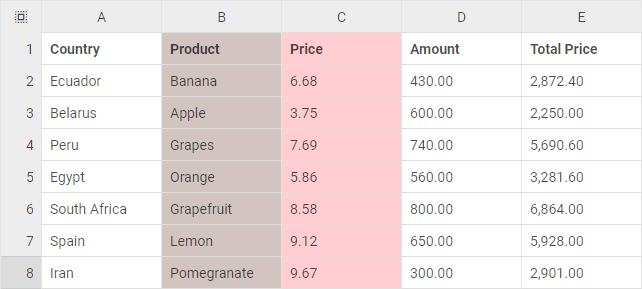 A B C D E
1 Country Product Price Amount Total Price
2 Ecuador Banana 6.68 430.00 2,872.40
3 Belarus Apple 3.75 600.00 2,250.00
4 Peru Grapes 7.69 740.00 5,690.60
5 Egypt Orange 5.86 560.00 3,281.60
6 South Africa Grapefruit 8.58 800.00 6,864.00
7 Spain Lemon 9.12 650.00 5,928.00
8 Iran Pomegranate 9.67 300.00 2,901.00